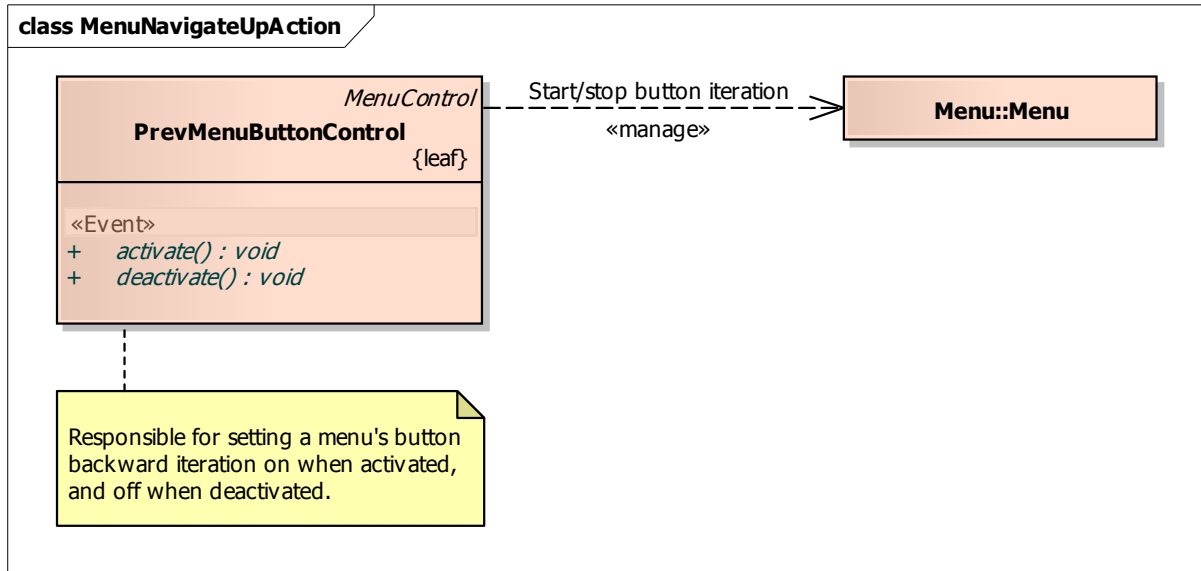 class MenuNavigateUpAction
MenuControl
PrevMenuButtonControl
{leaf}
«Event»
+ activate() : void
+ deactivate() : void
Start/stop button iteration
«manage»
Menu::Menu
Responsible for setting a menu's button
backward iteration on when activated,
and off when deactivated.